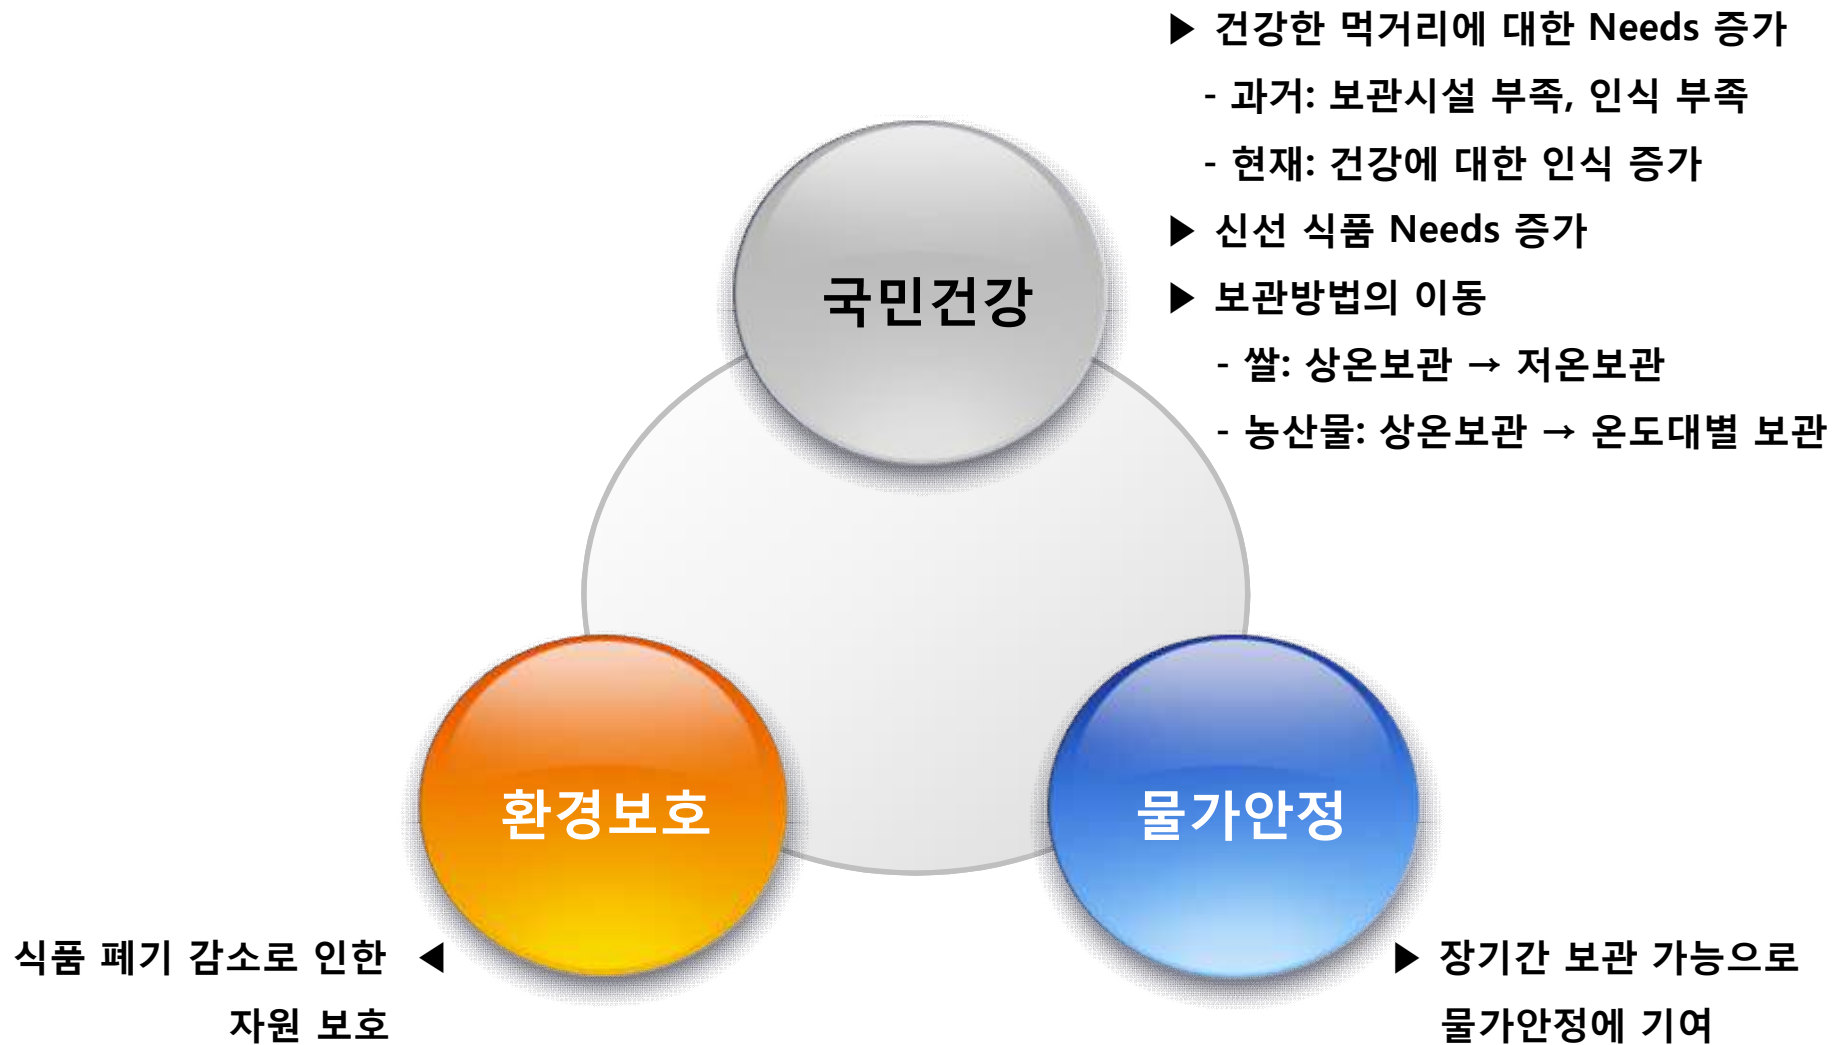 ▶ 건강한 먹거리에 대한 Needs 증가
- 과거: 보관시설 부족, 인식 부족
- 현재: 건강에 대한 인식 증가
▶ 신선 식품 Needs 증가
▶ 보관방법의 이동
- 쌀: 상온보관 → 저온보관
- 농산물: 상온보관 → 온도대별 보관
국민건강
환경보호
물가안정
식품 폐기 감소로 인한 ◀
자원 보호
▶ 장기간 보관 가능으로
물가안정에 기여